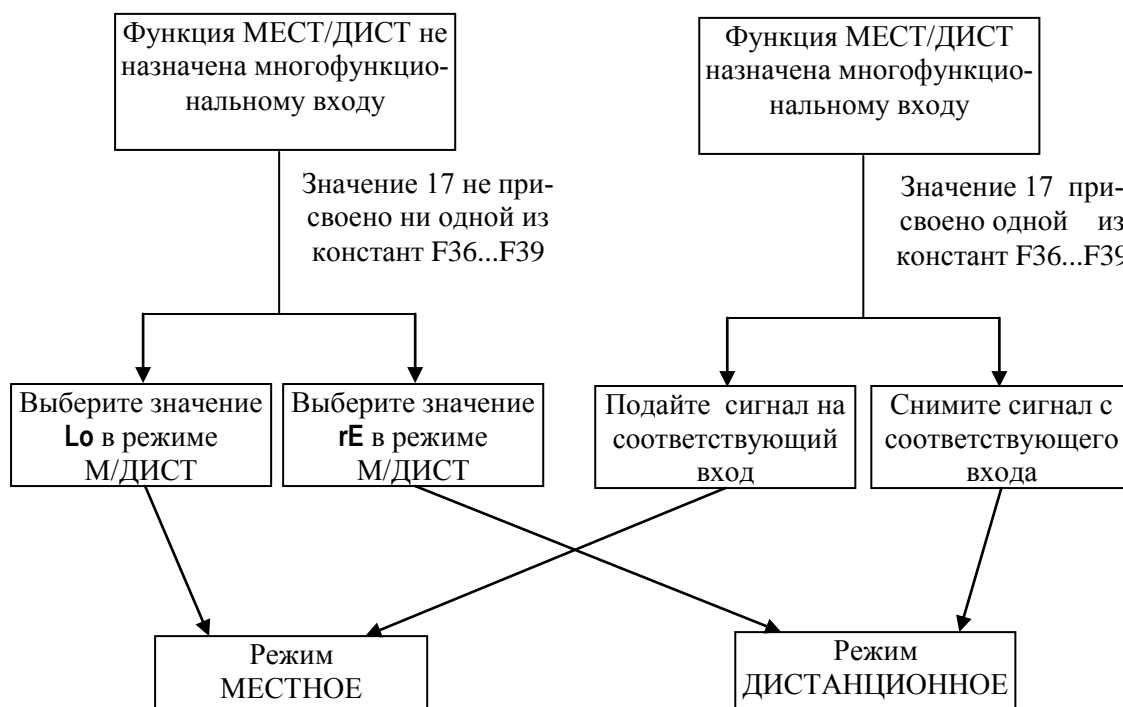 Функция МЕСТ/ДИСТ не
назначена многофункцио-
нальному входу
Функция МЕСТ/ДИСТ
назначена многофункцио-
нальному входу
Значение 17 не при-
своено ни одной из
констант F36...F39
Значение 17 при-
своено одной из
констант F36...F39
Выберите значение
Lo в режиме
М/ДИСТ
Выберите значение
rE в режиме
М/ДИСТ
Подайте сигнал на
соответствующий
вход
Снимите сигнал с
соответствующего
входа
Режим
МЕСТНОЕ
Режим
ДИСТАНЦИОННОЕ